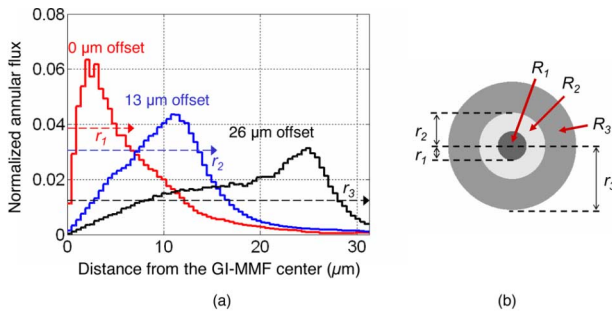 (a)
0.08
0 µm offset
0.06
13 µm offset
0.04
26 µm offset
r1
r2
0.02
r3
0
0
10
20
30
Normalized annular flux
Distance from the GI-MMF center (µm)
(a)
R1
R2
R3
r2
r1
r3
(b)